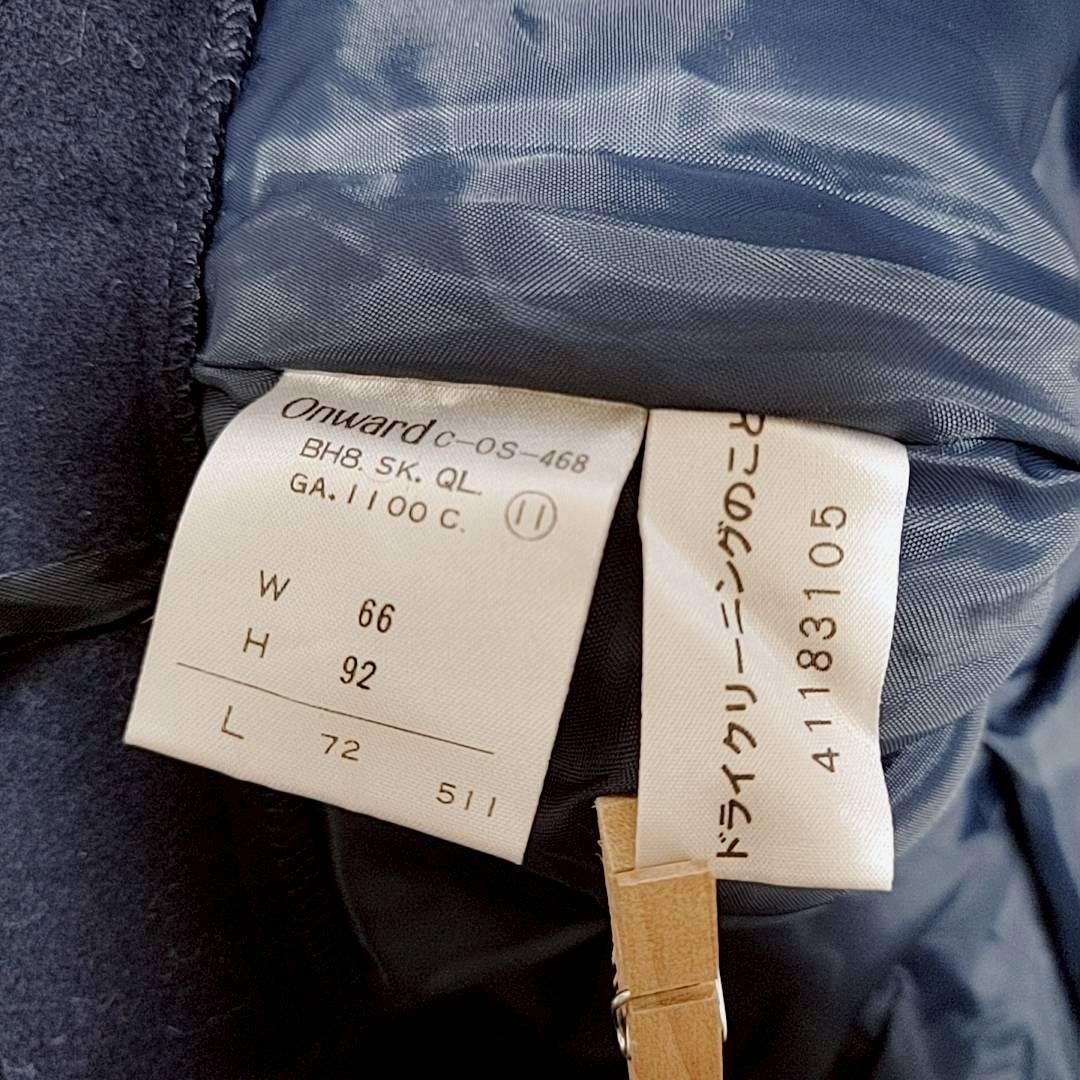 Onward C-OS-468
BH8. SK. QL.
GA. 1100 C. 11
W 66
H 92
L 72
511
ドライクリーニングのこと
41183105